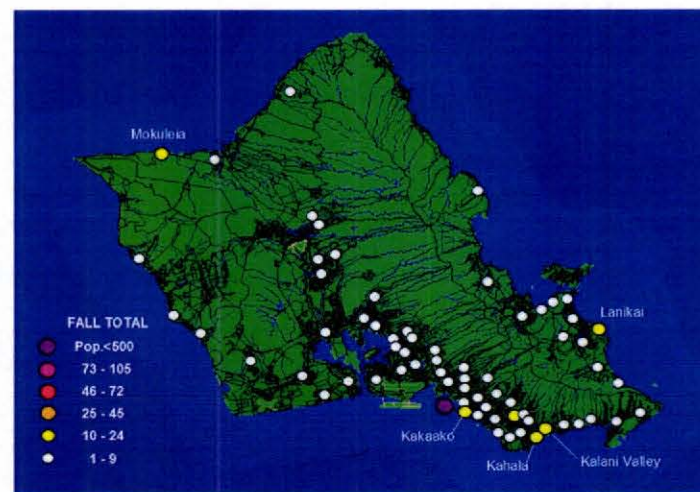 Mokuleia
Lanikai
FALL TOTAL
Pop.<500
73 - 105
46 - 72
25 - 45
10 - 24
1 - 9
Kakaako
Kahala
Kalani Valley